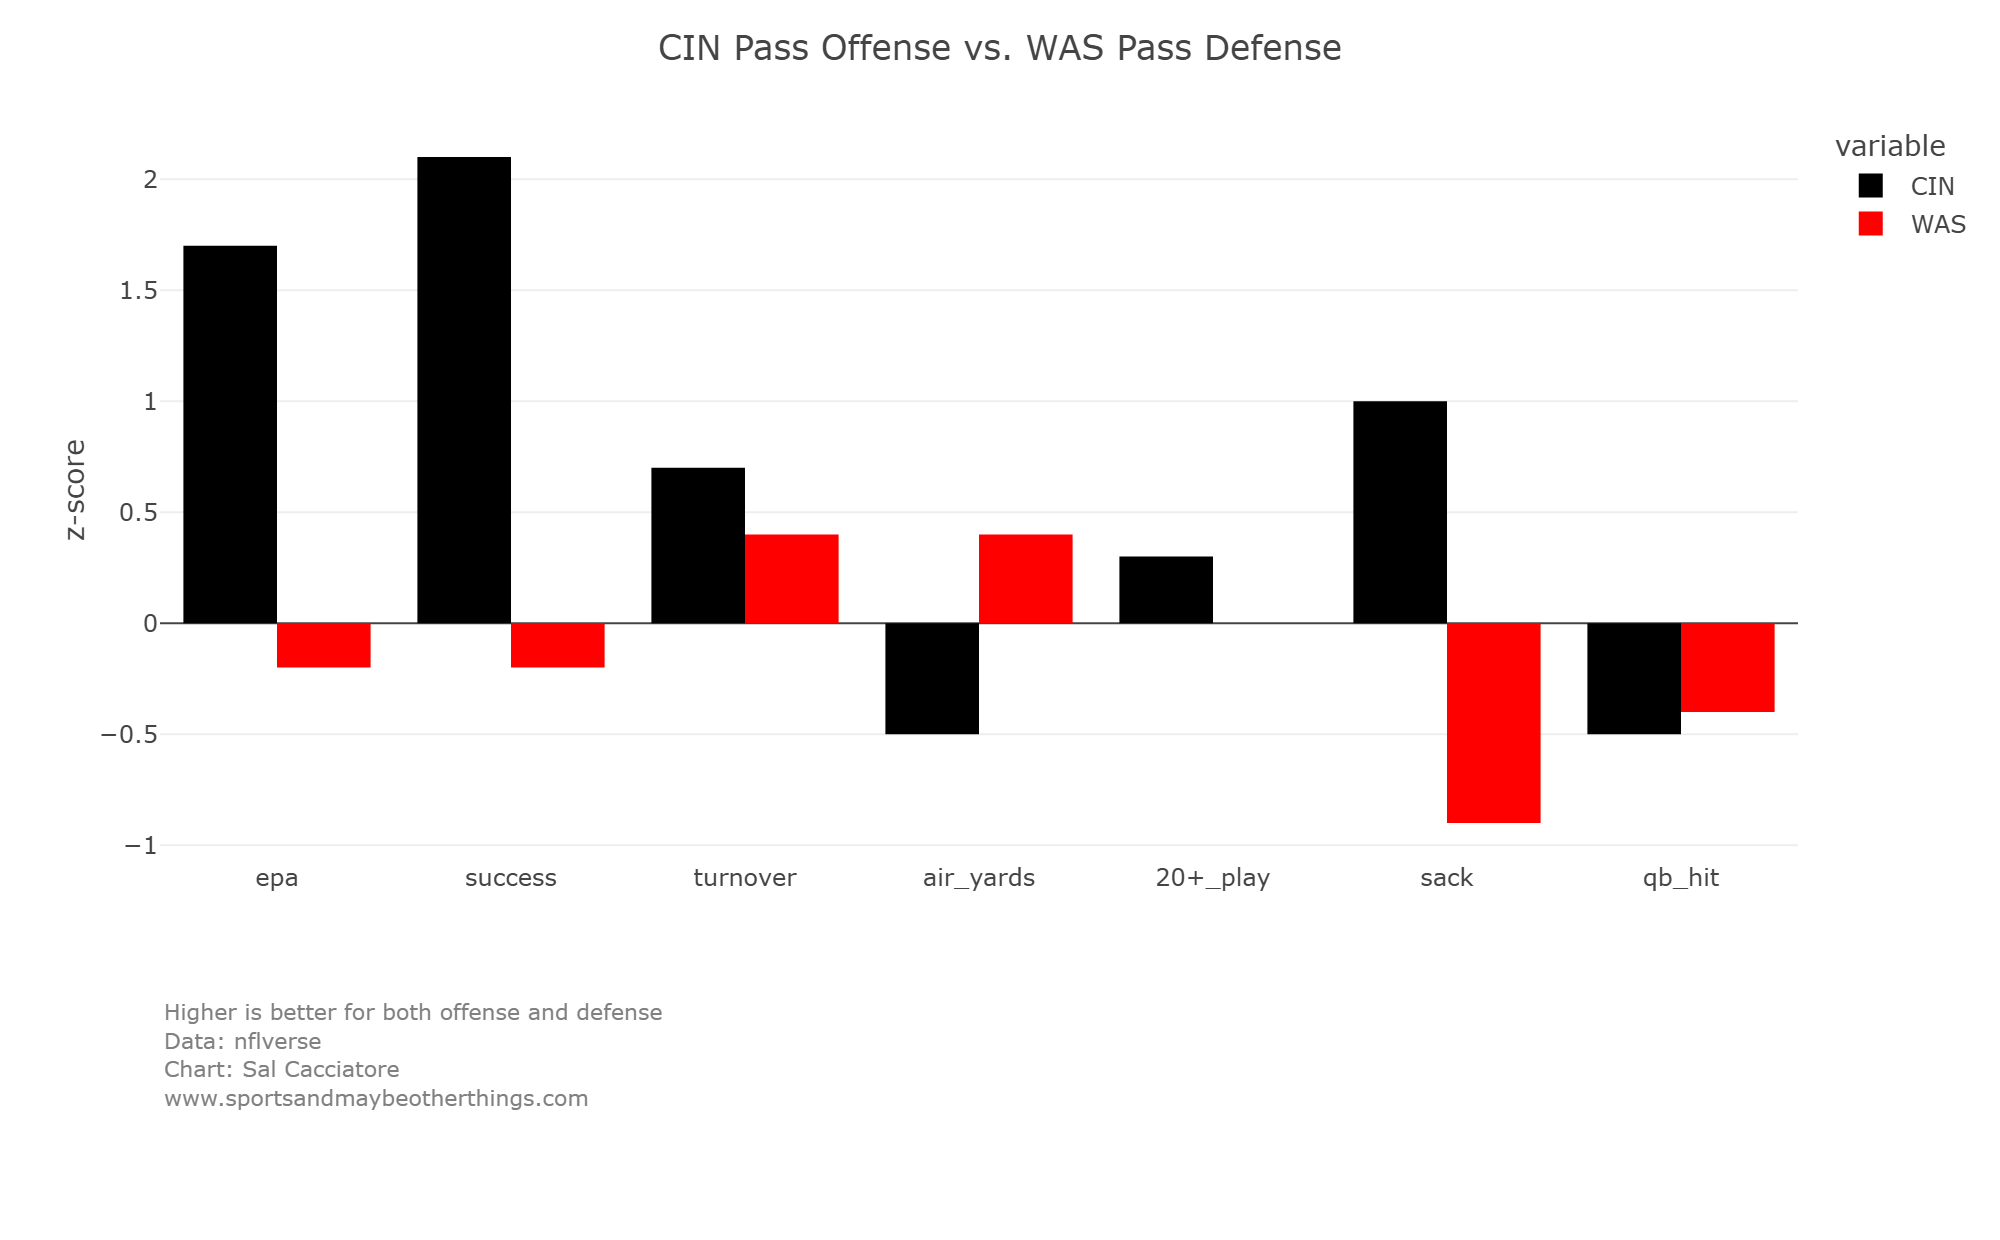 CIN Pass Offense vs. WAS Pass Defense
variable
CIN
WAS
z-score
2
1.5
1
0.5
0
−0.5
−1
epa success turnover air_yards 20+_play sack qb_hit
Higher is better for both offense and defense
Data: nflverse
Chart: Sal Cacciatore
www.sportsandmaybeotherthings.com